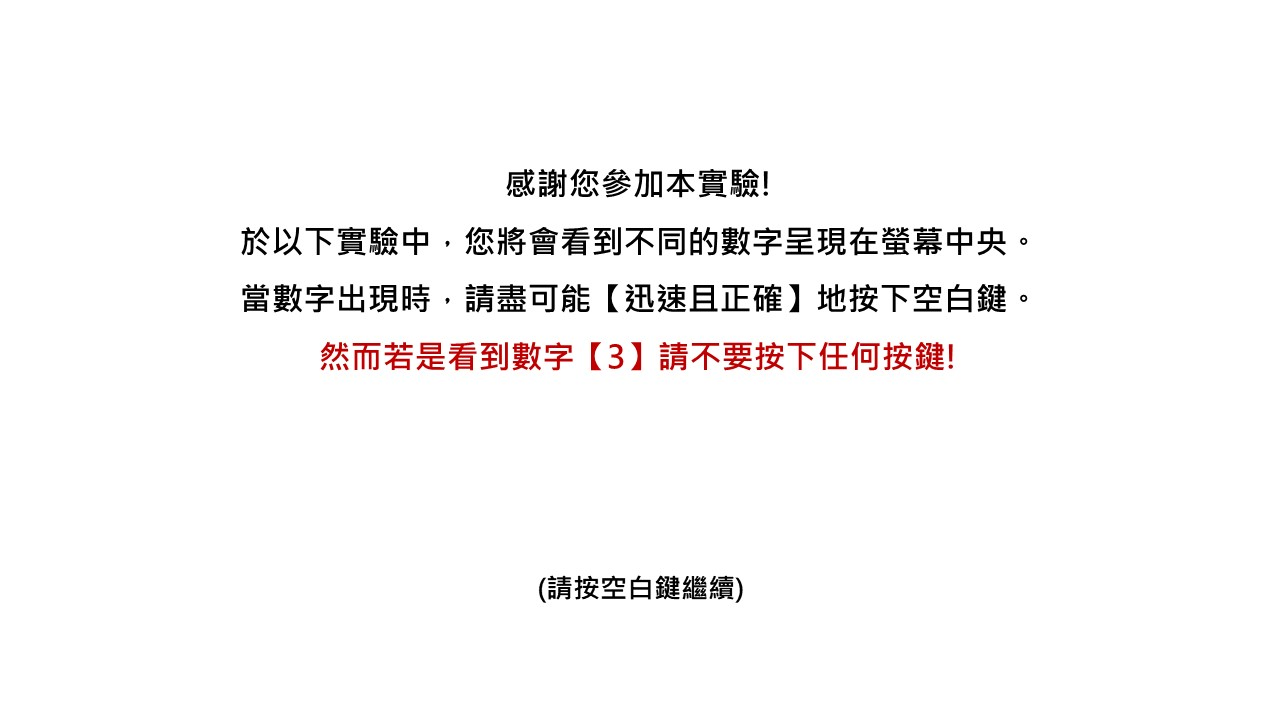 感謝您參加本實驗!
於以下實驗中，您將會看到不同的數字呈現在螢幕中央。
當數字出現時，請盡可能【迅速且正確】地按下空白鍵。
然而若是看到數字【3】請不要按下任何按鍵!
(請按空白鍵繼續)